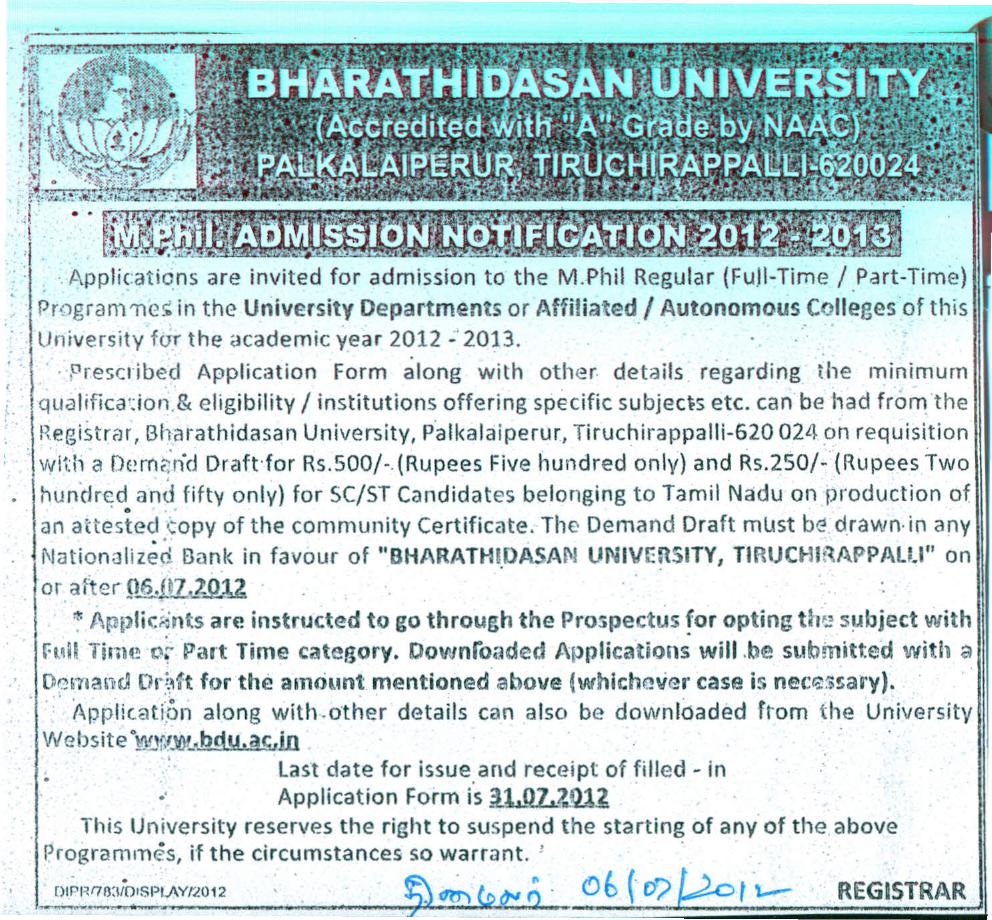 BHARATHIDASAN UNIVERSITY
(Accredited with "A" Grade by NAAC)
PALKALAIPERUR, TIRUCHIRAPPALLI-620024
M.Phil. ADMISSION NOTIFICATION 2012 - 2013
Applications are invited for admission to the M.Phil Regular (Full-Time / Part-Time)
Programmes in the University Departments or Affiliated / Autonomous Colleges of this
University for the academic year 2012 - 2013.
Prescribed Application Form along with other details regarding the minimum
qualification & eligibility / institutions offering specific subjects etc. can be had from the
Registrar, Bharathidasan University, Palkalaiperur, Tiruchirappalli-620 024 on requisition
with a Demand Draft for Rs.500/- (Rupees Five hundred only) and Rs.250/- (Rupees Two
hundred and fifty only) for SC/ST Candidates belonging to Tamil Nadu on production of
an attested copy of the community Certificate. The Demand Draft must be drawn in any
Nationalized Bank in favour of "BHARATHIDASAN UNIVERSITY, TIRUCHIRAPPALLI" on
or after 06.07.2012
* Applicants are instructed to go through the Prospectus for opting the subject with
Full Time or Part Time category. Downloaded Applications will be submitted with a
Demand Draft for the amount mentioned above (whichever case is necessary).
Application along with other details can also be downloaded from the University
Website www.bdu.ac.in
Last date for issue and receipt of filled - in
Application Form is 31.07.2012
This University reserves the right to suspend the starting of any of the above
Programmes, if the circumstances so warrant.
DIPR/783/DISPLAY/2012 தினமலர் 06/07/2012 REGISTRAR